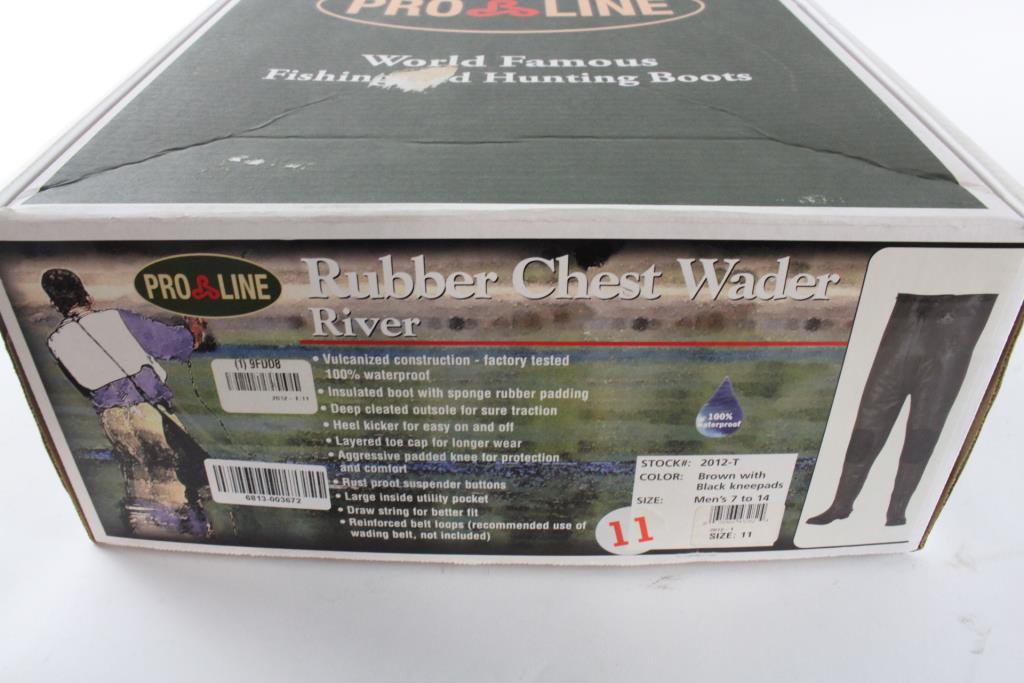 PRO LINE
World Famous
Fishing d Hunting Boots
PRO LINE
Rubber Chest Wader
River
• Vulcanized construction - factory tested
100% waterproof
• Insulated boot with sponge rubber padding
• Deep cleated outsole for sure traction
• Heel kicker for easy on and off
• Layered toe cap for longer wear
• Aggressive padded knee for protection
and comfort
• Rust proof suspender buttons
• Large inside utility pocket
• Draw string for better fit
• Reinforced belt loops (recommended use of
wading belt, not included)
(1) 9FUD8
2012 - T.11
6813-003672
100%
waterproof
STOCK#: 2012-T
COLOR: Brown with
Black kneepads
SIZE: Men's 7 to 14
2012 - T
SIZE: 11
11